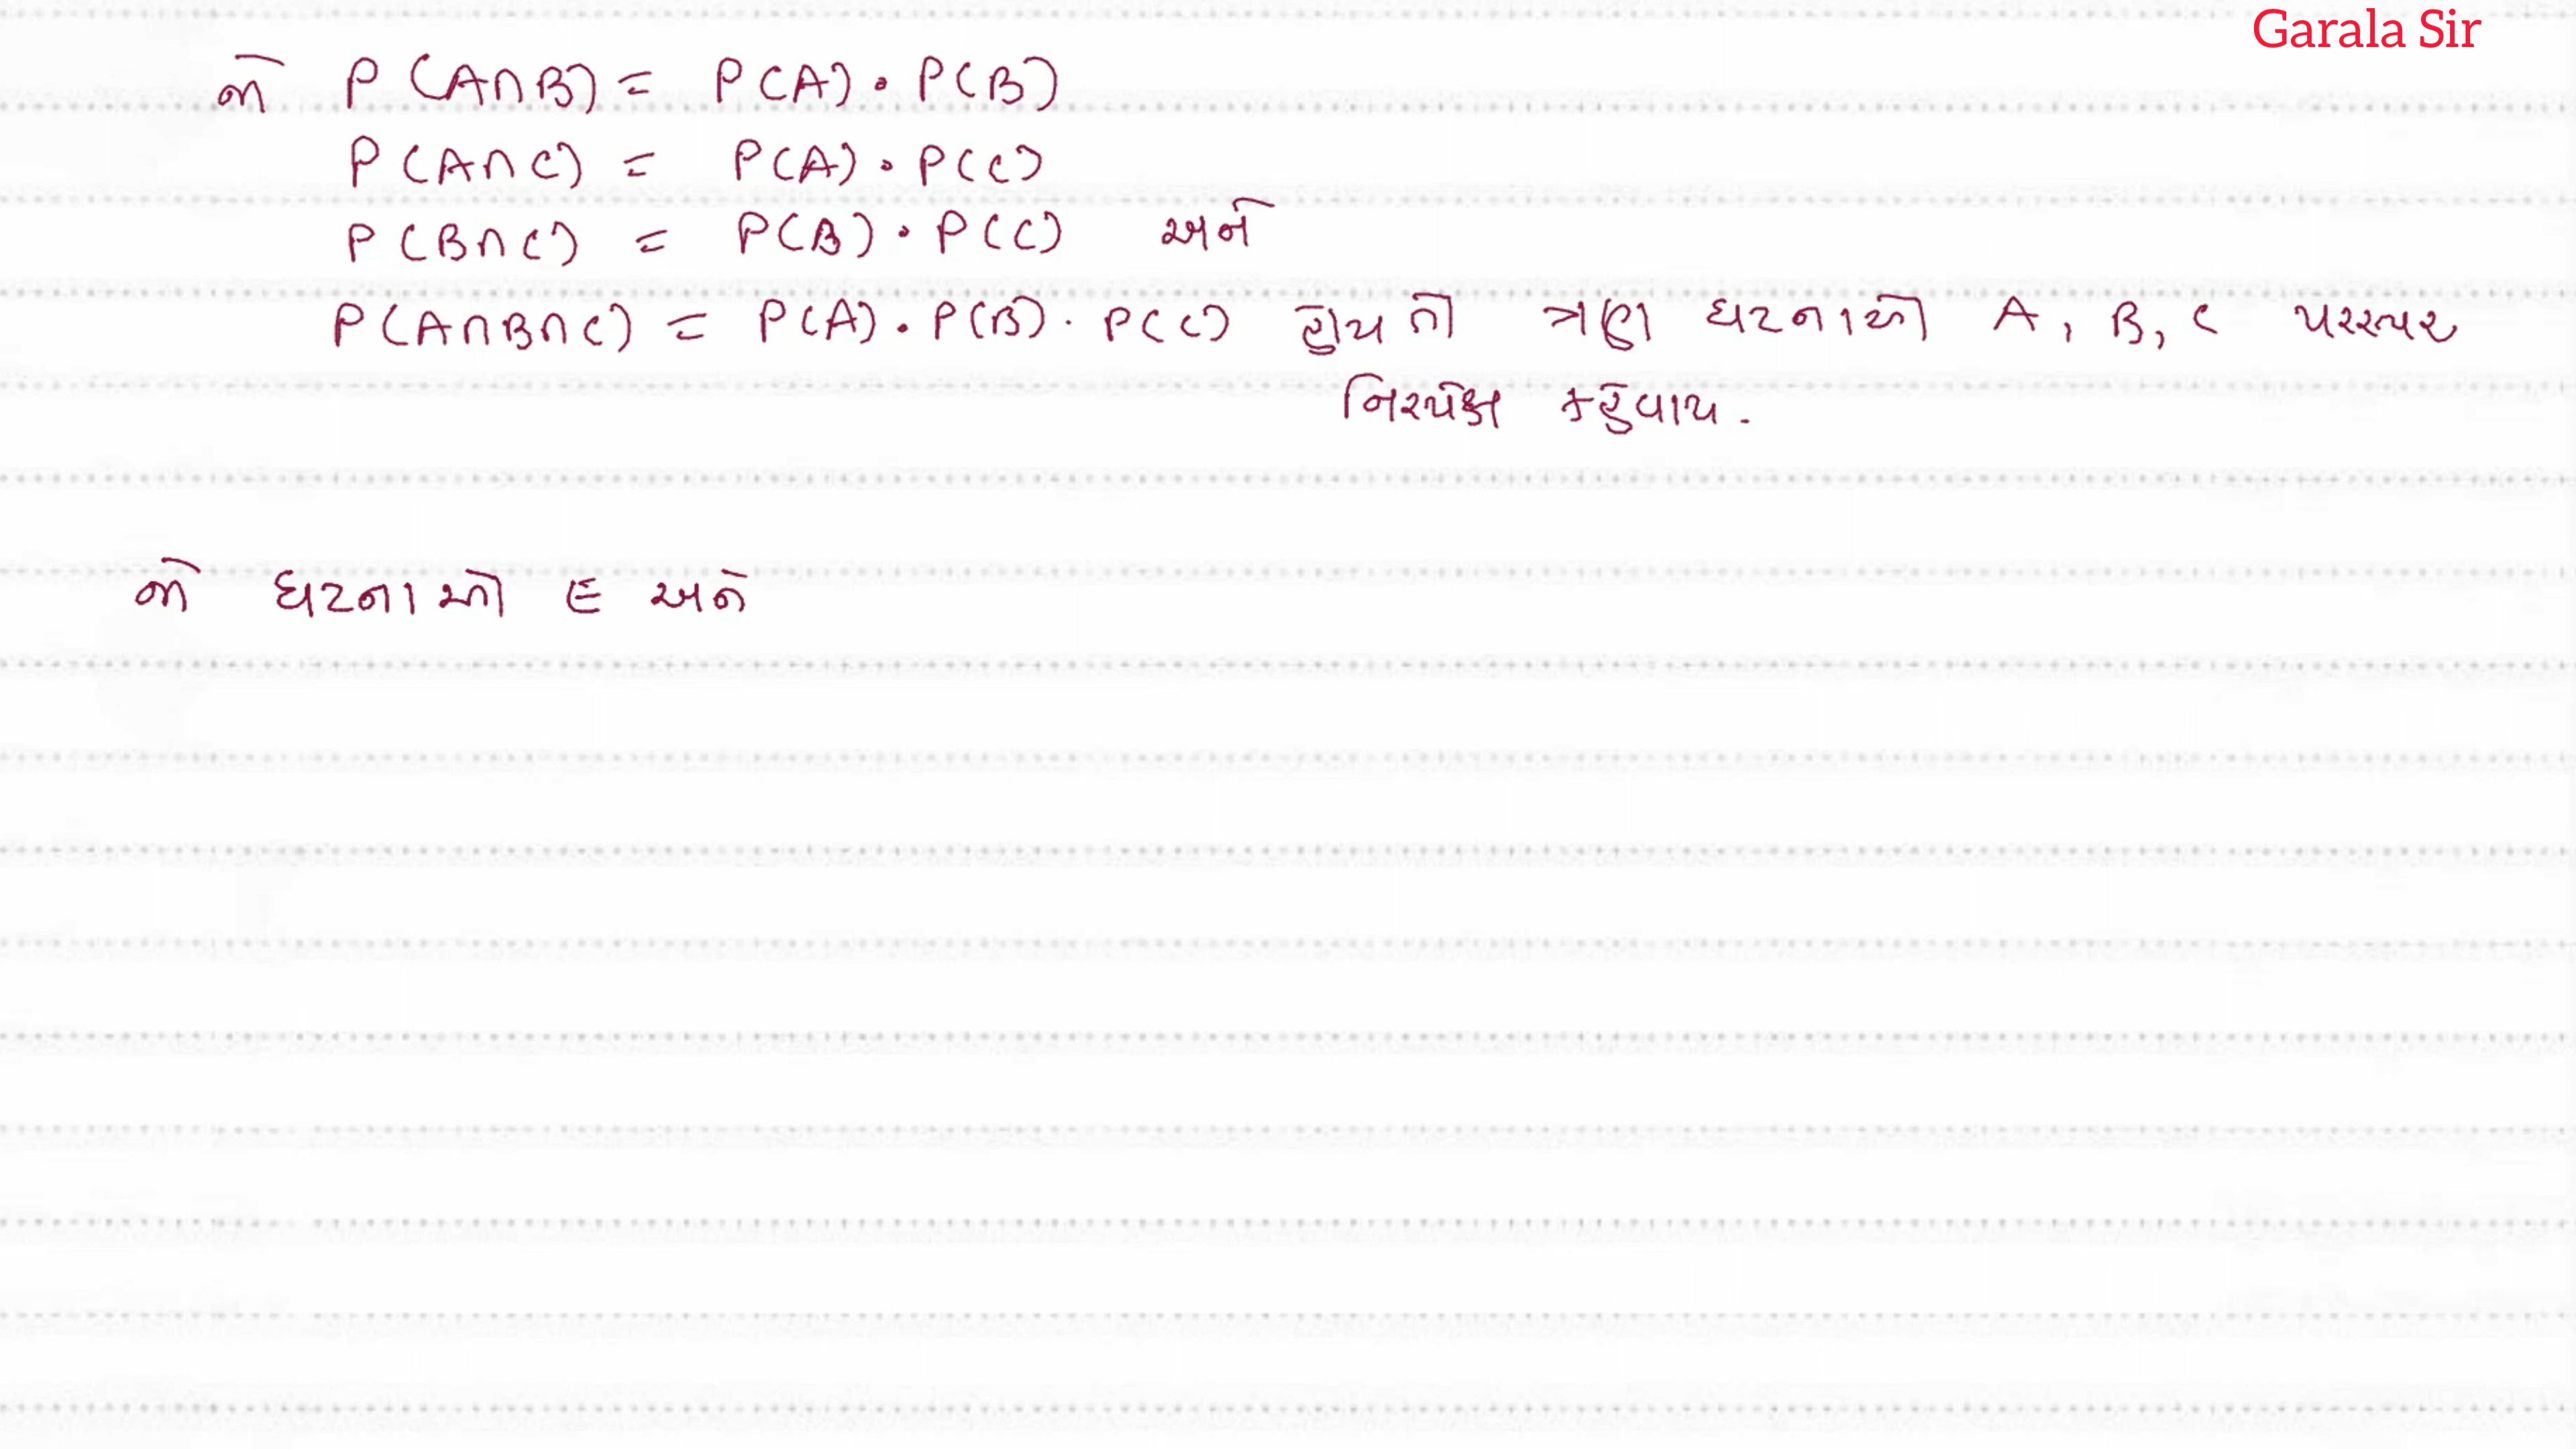 Garala Sir
જો P(A∩B) = P(A) · P(B)
P(A∩C) = P(A) · P(C)
P(B∩C) = P(B) · P(C) અને
P(A∩B∩C) = P(A) · P(B) · P(C) હોય તો ત્રણ ઘટનાઓ A, B, C પરસ્પર
નિરપેક્ષ કહેવાય.
જો ઘટનાઓ E અને